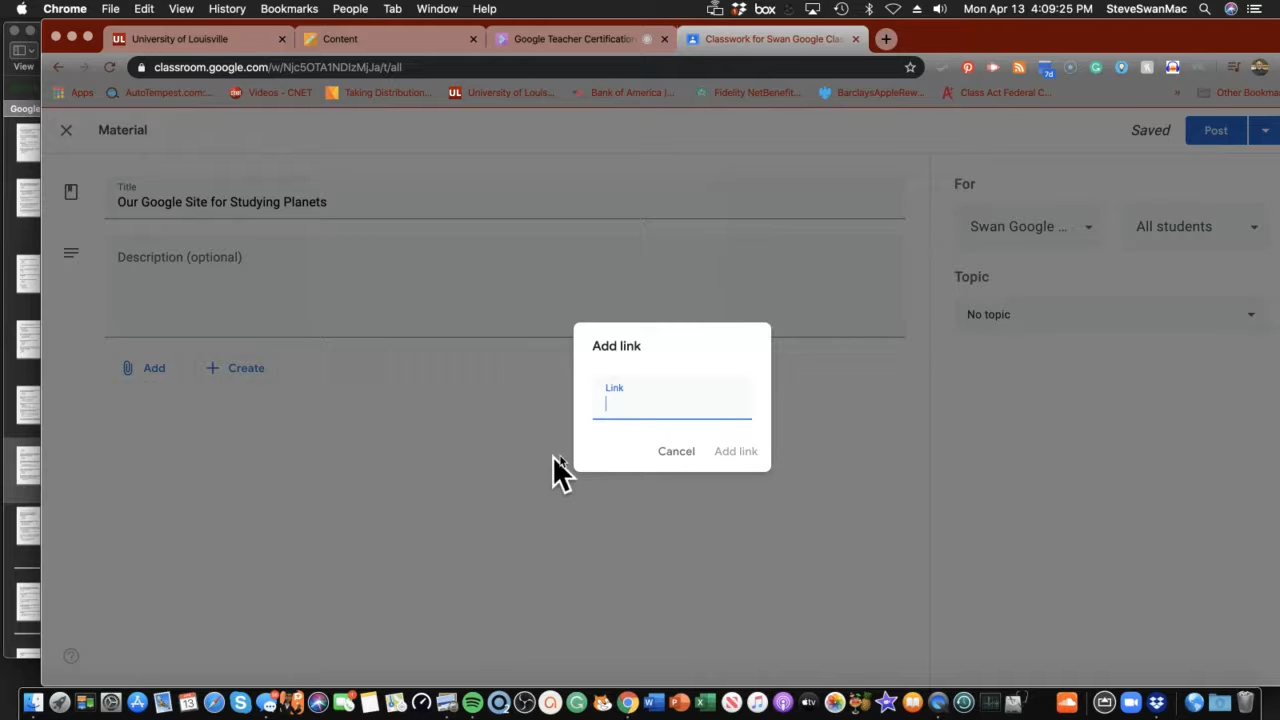 Chrome File Edit View History Bookmarks People Tab Window Help box Mon Apr 13 4:09:25 PM SteveSwanMac
UL University of Louisville Content Google Teacher Certification Classwork for Swan Google Clas
View
classroom.google.com/w/Njc5OTA1NDIzMjJa/t/all 7d
Apps AutoTempest.com:... Videos - CNET Taking Distribution... UL University of Louis... Bank of America |... Fidelity NetBenefit... BarclaysAppleRew... Class Act Federal C... » Other Bookma
Google
Material Saved Post
Title
Our Google Site for Studying Planets
Description (optional)
Add Create
For
Swan Google ... All students
Topic
No topic
Add link
Link
Cancel Add link